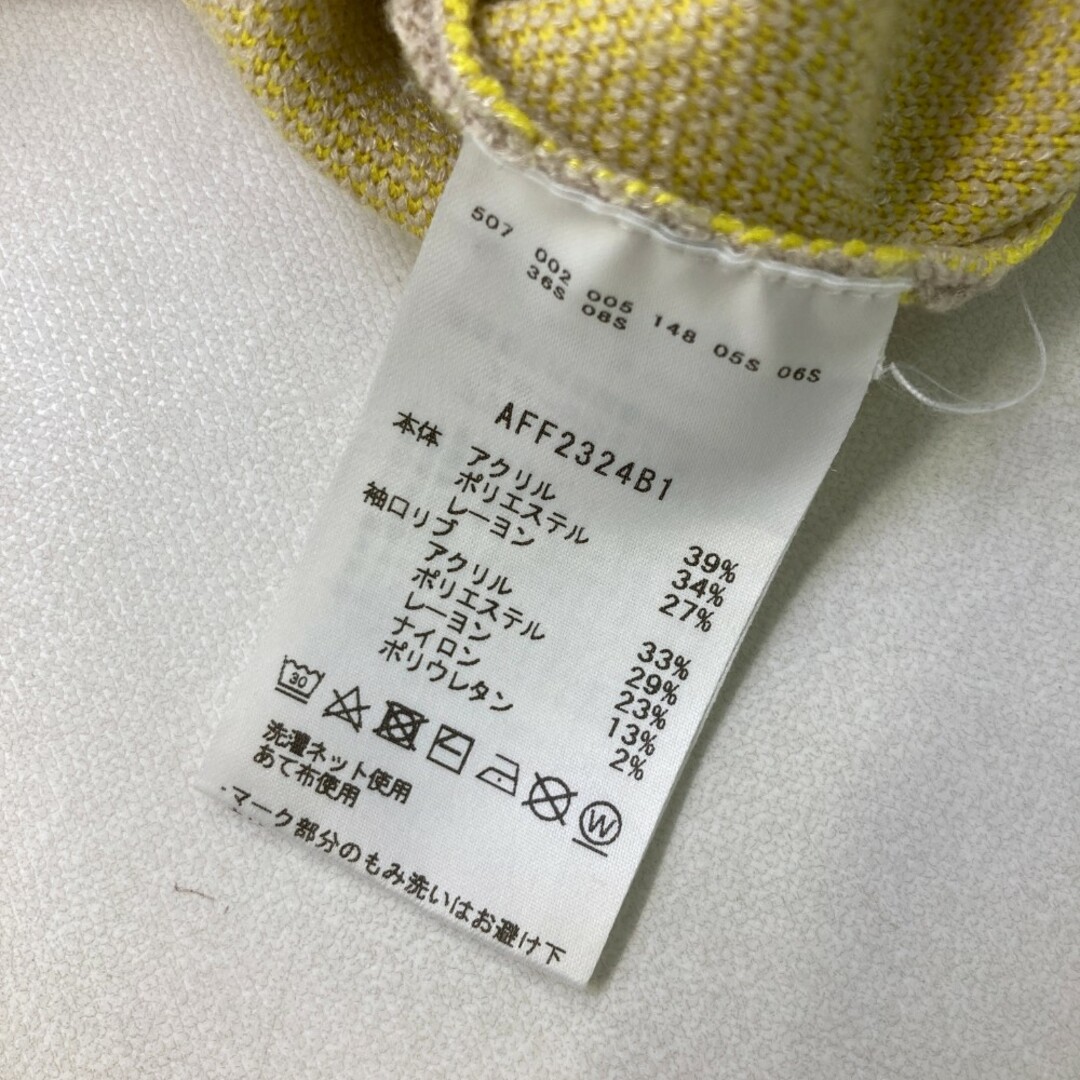 507 002 005 148 05S 06S
36S 08S
AFF2324B1
本体
アクリル 39%
ポリエステル 34%
レーヨン 27%
袖口リブ
アクリル 33%
ポリエステル 29%
レーヨン 23%
ナイロン 13%
ポリウレタン 2%
30
W
洗濯ネット使用
あて布使用
・マーク部分のもみ洗いはお避け下